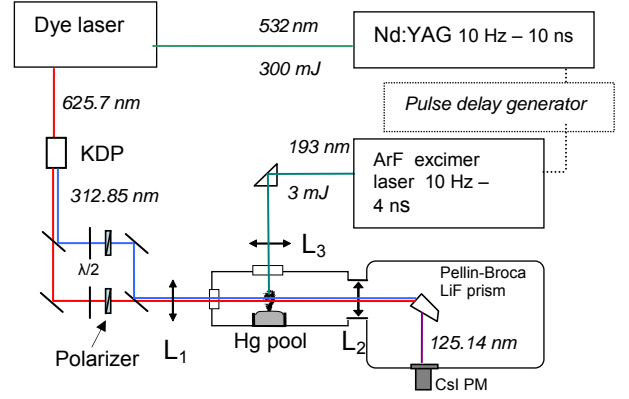 Dye laser
532 nm
300 mJ
Nd:YAG 10 Hz – 10 ns
Pulse delay generator
625.7 nm
KDP
312.85 nm
193 nm
3 mJ
ArF excimer
laser 10 Hz –
4 ns
λ/2
Polarizer
L1
L3
Hg pool
L2
Pellin-Broca
LiF prism
125.14 nm
CsI PM